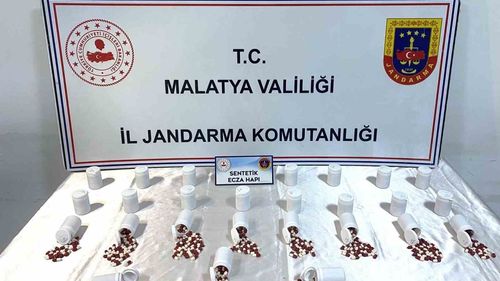 T.C.
MALATYA VALİLİĞİ
İL JANDARMA KOMUTANLIĞI
JANDARMA
SENTETİK
ECZA HAPI